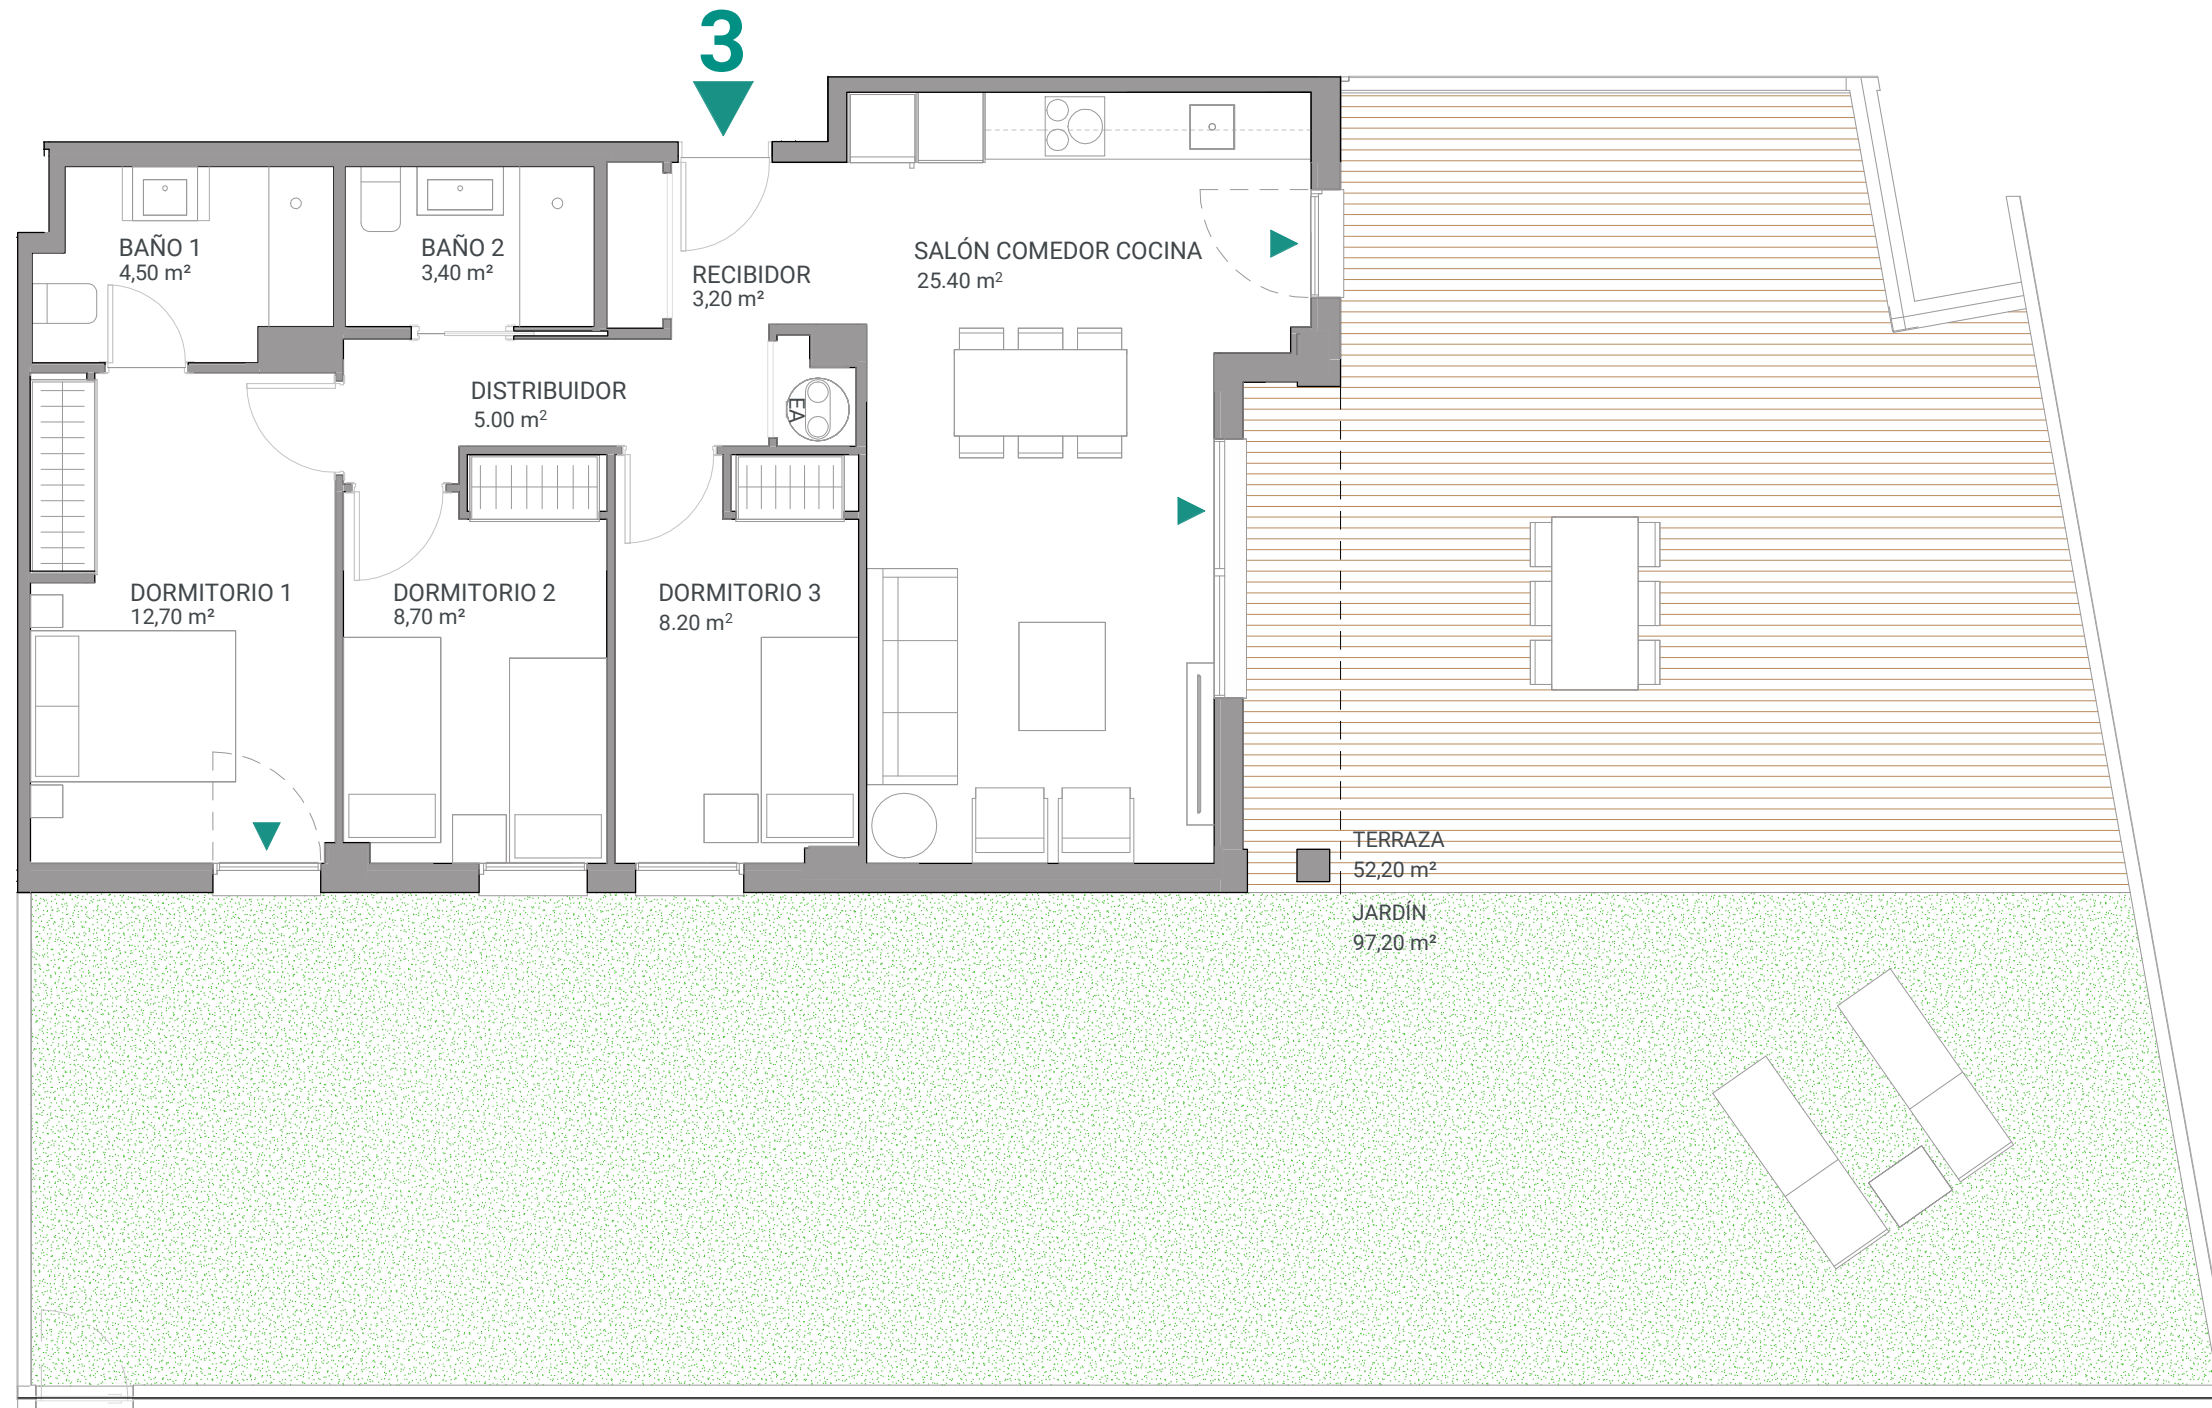 3
BAÑO 1
4,50 m²
BAÑO 2
3,40 m²
RECIBIDOR
3,20 m²
SALÓN COMEDOR COCINA
25.40 m²
DISTRIBUIDOR
5.00 m²
EA
DORMITORIO 1
12,70 m²
DORMITORIO 2
8,70 m²
DORMITORIO 3
8.20 m²
TERRAZA
52,20 m²
JARDÍN
97,20 m²